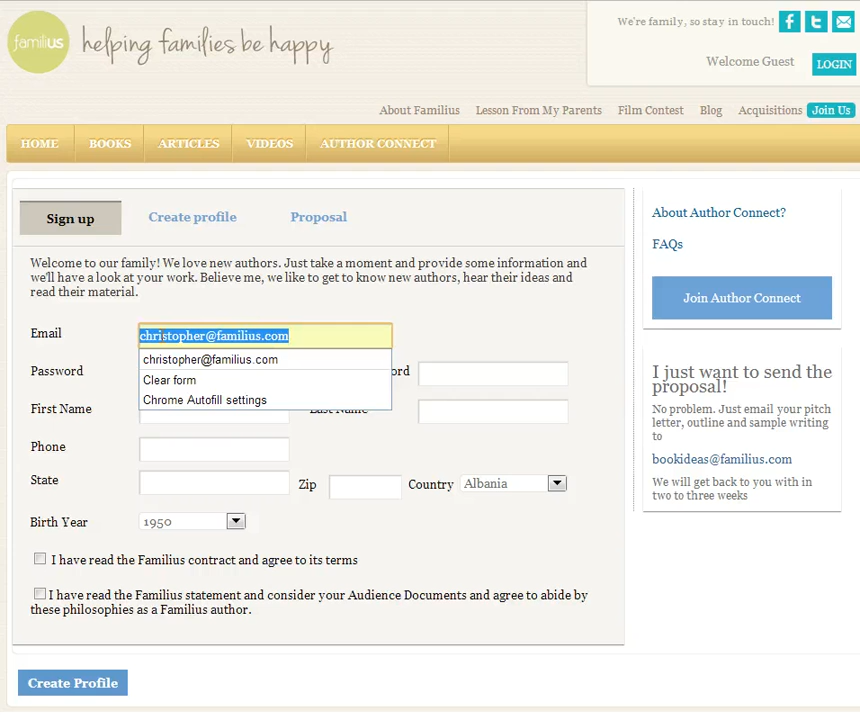 We're family, so stay in touch!
familius helping families be happy
Welcome Guest LOGIN
About Familius Lesson From My Parents Film Contest Blog Acquisitions Join Us
HOME BOOKS ARTICLES VIDEOS AUTHOR CONNECT
Sign up Create profile Proposal
Welcome to our family! We love new authors. Just take a moment and provide some information and
we'll have a look at your work. Believe me, we like to get to know new authors, hear their ideas and
read their material.
Email christopher@familius.com
christopher@familius.com
Clear form
Chrome Autofill settings
Password
First Name
Phone
State Zip Country Albania
Birth Year 1950
I have read the Familius contract and agree to its terms
I have read the Familius statement and consider your Audience Documents and agree to abide by
these philosophies as a Familius author.
Create Profile
About Author Connect?
FAQs
Join Author Connect
I just want to send the
proposal!
No problem. Just email your pitch
letter, outline and sample writing
to
bookideas@familius.com
We will get back to you with in
two to three weeks